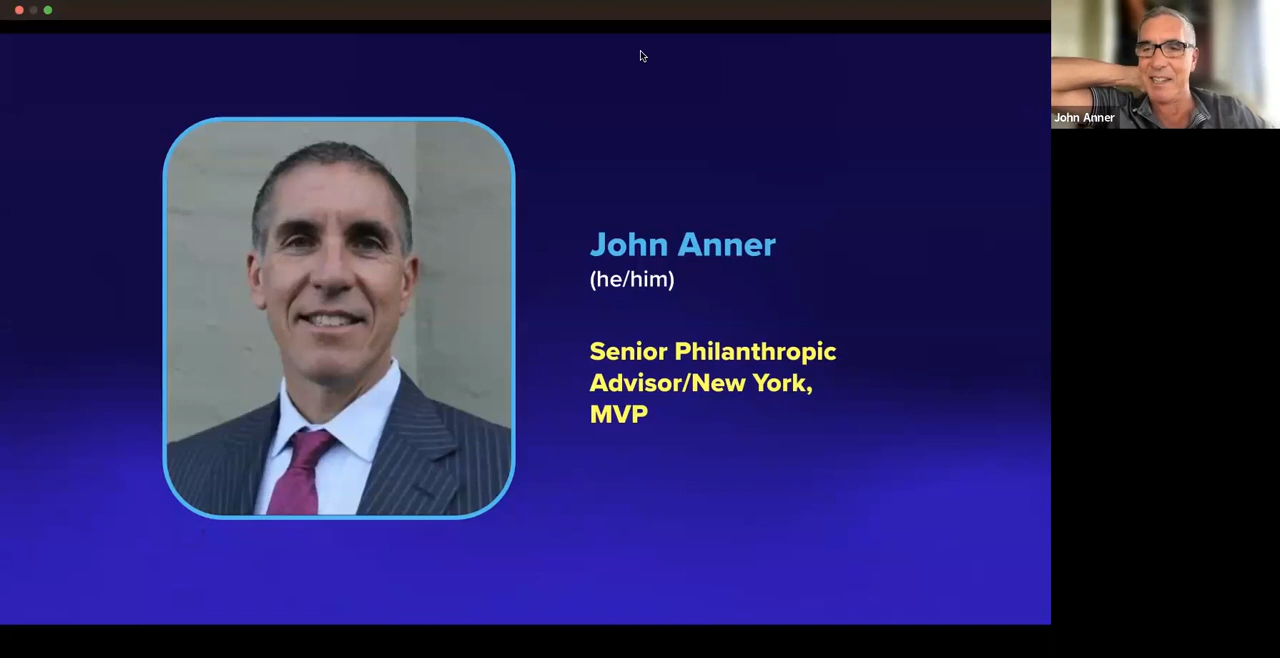 John Anner
(he/him)
Senior Philanthropic
Advisor/New York,
MVP
John Anner